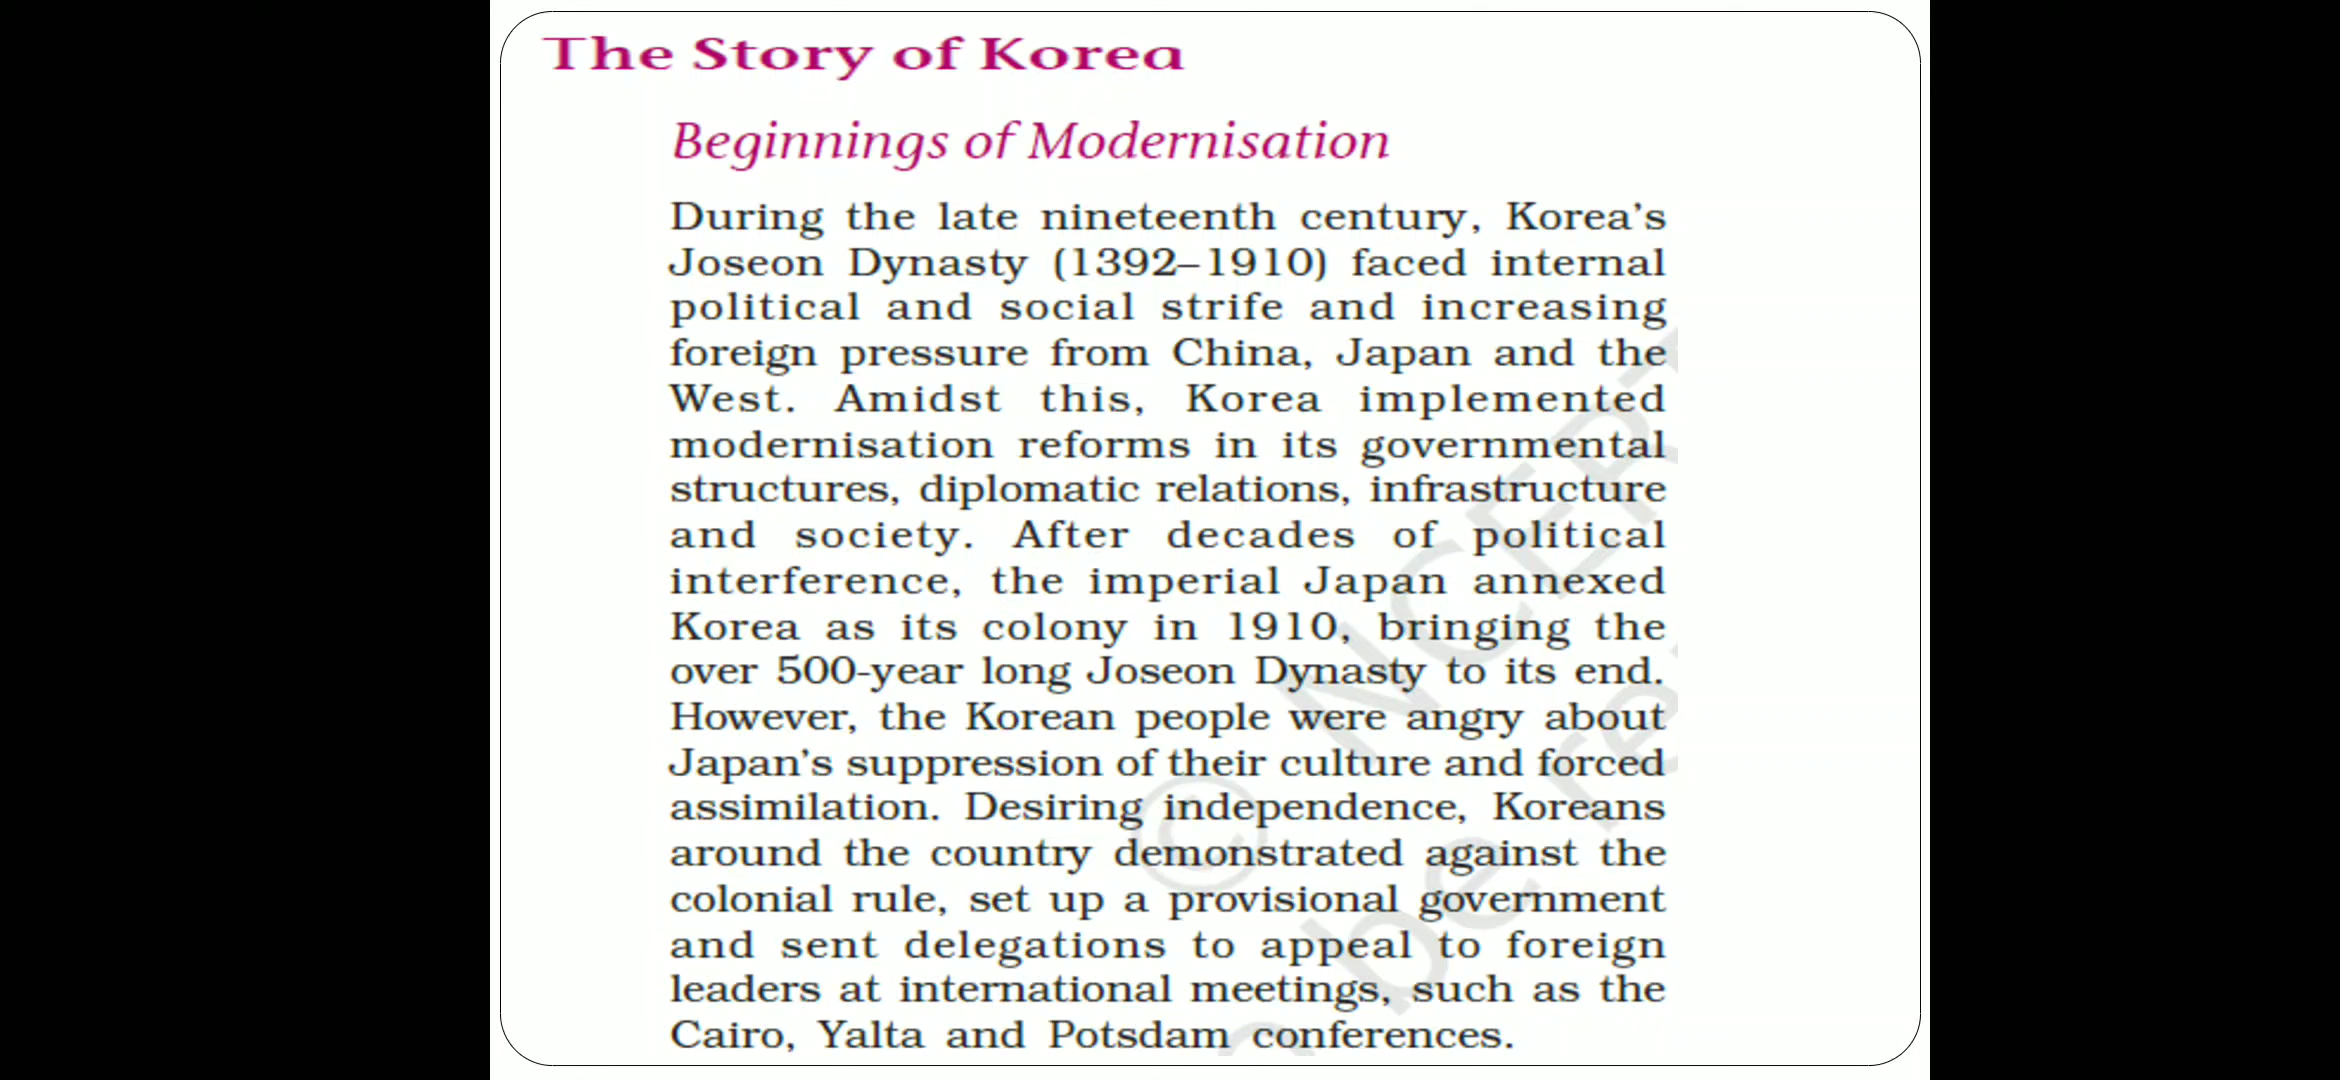 The Story of Korea
Beginnings of Modernisation
During the late nineteenth century, Korea’s
Joseon Dynasty (1392–1910) faced internal
political and social strife and increasing
foreign pressure from China, Japan and the
West. Amidst this, Korea implemented
modernisation reforms in its governmental
structures, diplomatic relations, infrastructure
and society. After decades of political
interference, the imperial Japan annexed
Korea as its colony in 1910, bringing the
over 500-year long Joseon Dynasty to its end.
However, the Korean people were angry about
Japan’s suppression of their culture and forced
assimilation. Desiring independence, Koreans
around the country demonstrated against the
colonial rule, set up a provisional government
and sent delegations to appeal to foreign
leaders at international meetings, such as the
Cairo, Yalta and Potsdam conferences.
© NCERT
be